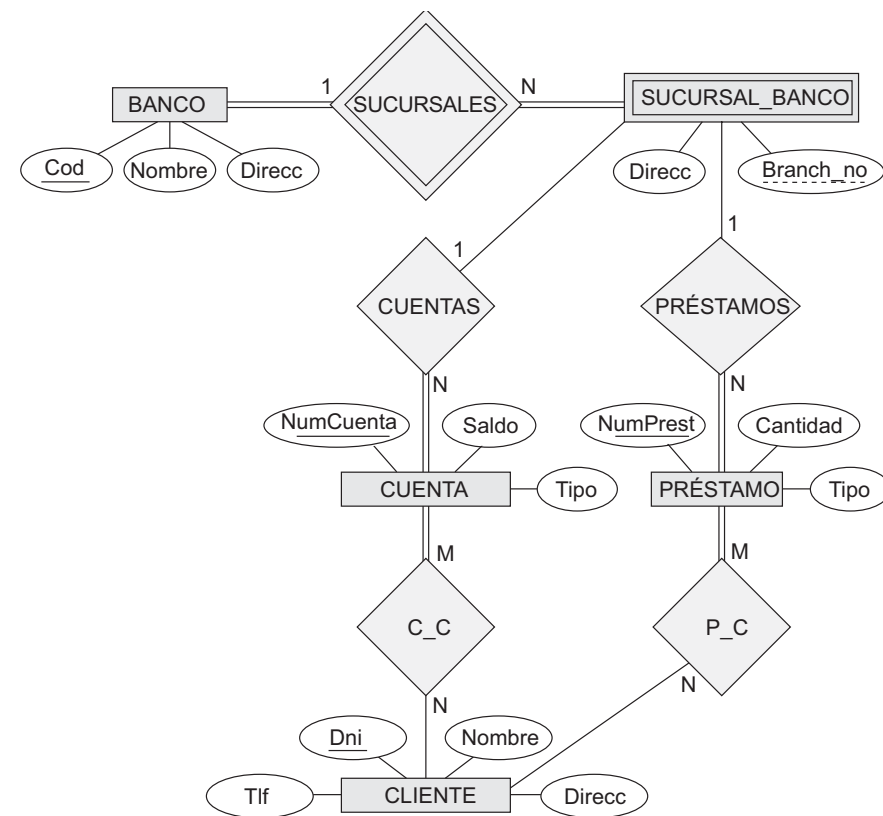 1
N
BANCO
SUCURSALES
SUCURSAL_BANCO
Cod
Nombre
Direcc
Direcc
Branch_no
1
1
CUENTAS
PRÉSTAMOS
N
N
NumCuenta
Saldo
NumPrest
Cantidad
CUENTA
Tipo
PRÉSTAMO
Tipo
M
M
C_C
P_C
N
N
Dni
Nombre
Tlf
CLIENTE
Direcc